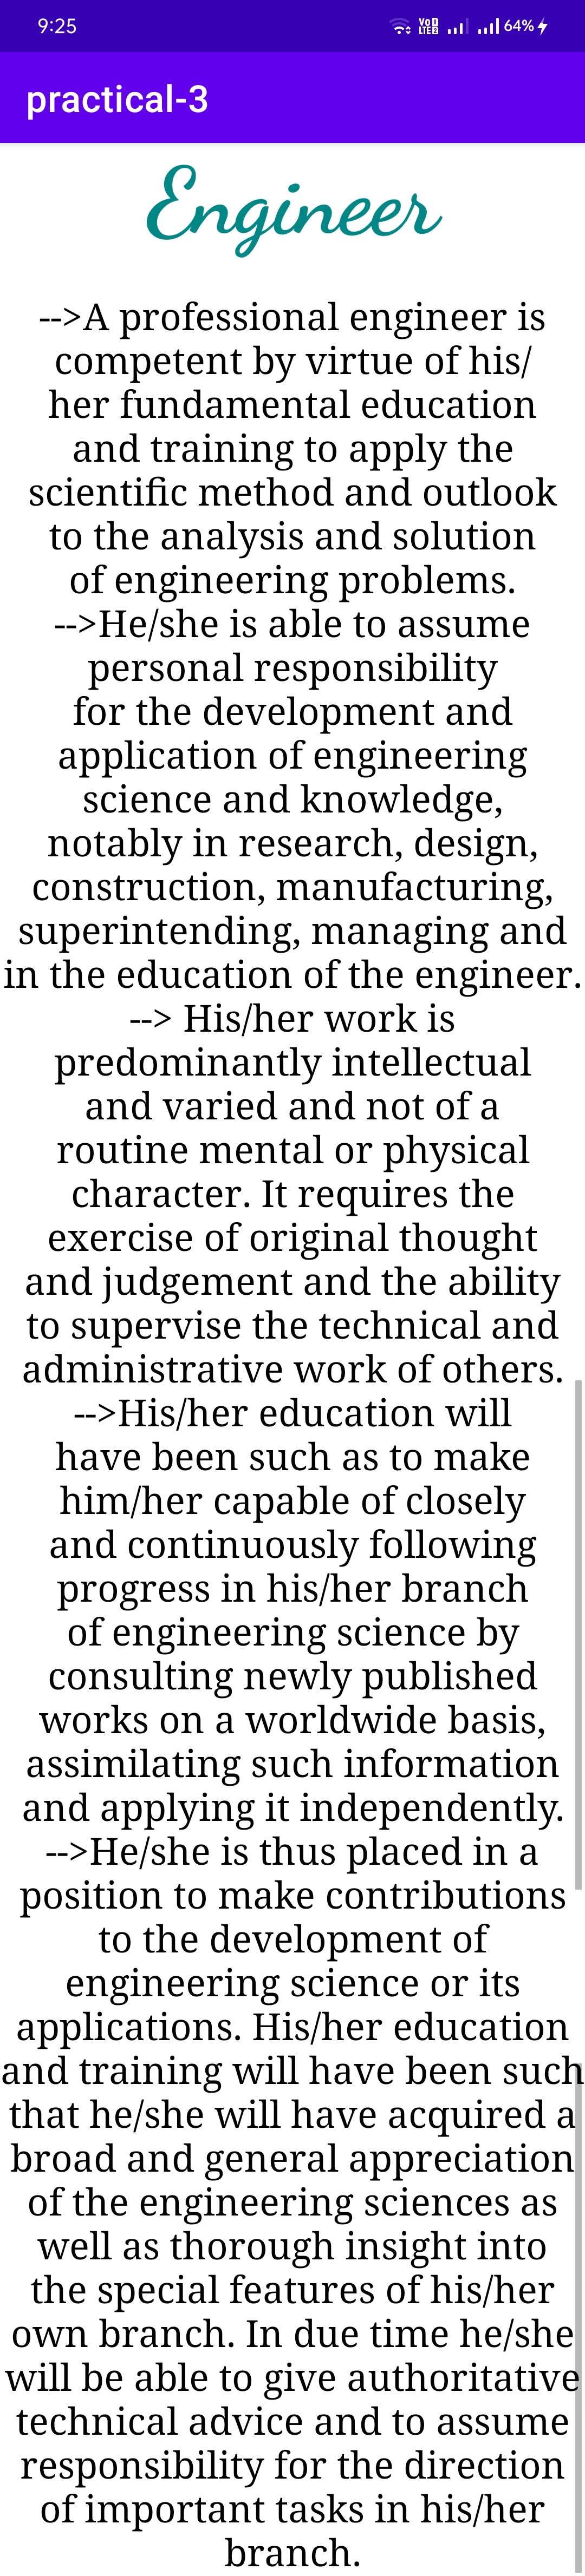 9:25
VoD
LTE2
64%
practical-3
Engineer
-->A professional engineer is
competent by virtue of his/
her fundamental education
and training to apply the
scientific method and outlook
to the analysis and solution
of engineering problems.
-->He/she is able to assume
personal responsibility
for the development and
application of engineering
science and knowledge,
notably in research, design,
construction, manufacturing,
superintending, managing and
in the education of the engineer.
--> His/her work is
predominantly intellectual
and varied and not of a
routine mental or physical
character. It requires the
exercise of original thought
and judgement and the ability
to supervise the technical and
administrative work of others.
-->His/her education will
have been such as to make
him/her capable of closely
and continuously following
progress in his/her branch
of engineering science by
consulting newly published
works on a worldwide basis,
assimilating such information
and applying it independently.
-->He/she is thus placed in a
position to make contributions
to the development of
engineering science or its
applications. His/her education
and training will have been such
that he/she will have acquired a
broad and general appreciation
of the engineering sciences as
well as thorough insight into
the special features of his/her
own branch. In due time he/she
will be able to give authoritative
technical advice and to assume
responsibility for the direction
of important tasks in his/her
branch.